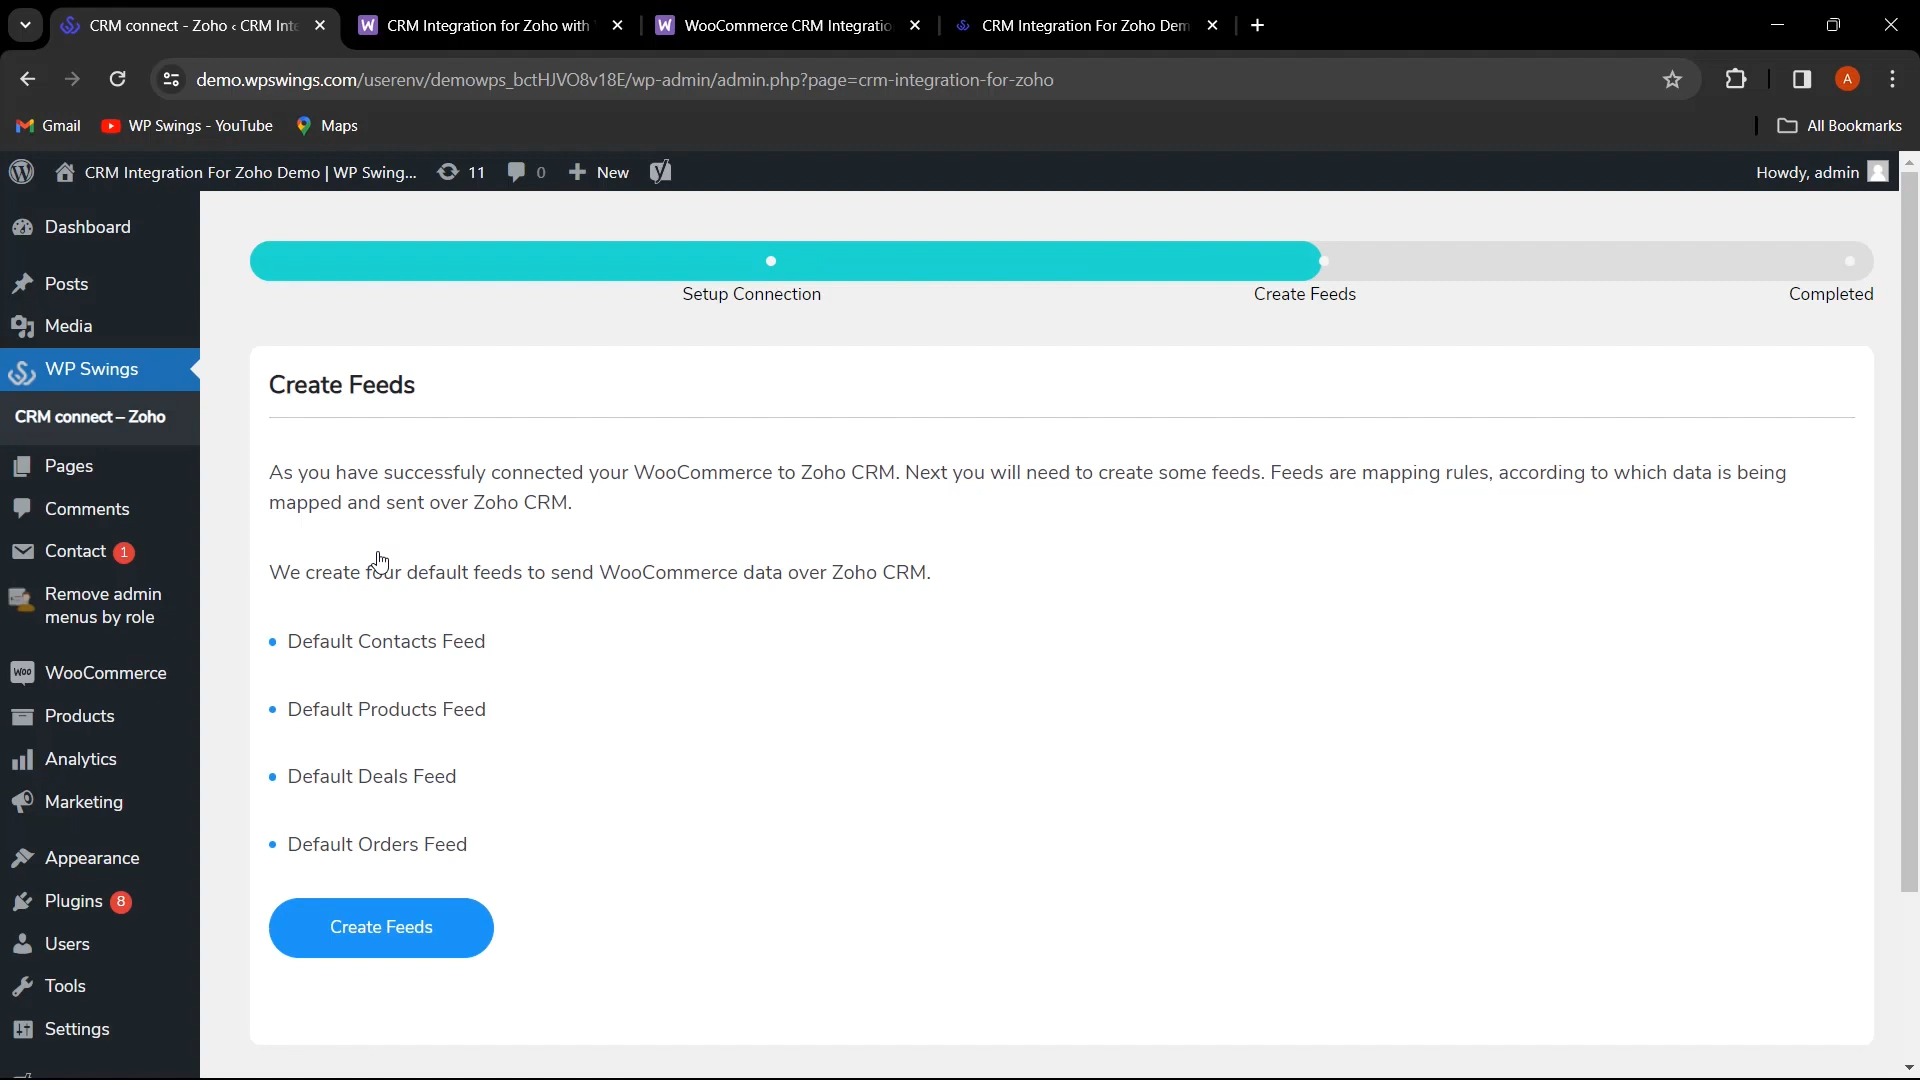 CRM connect - Zoho ‹ CRM Inte
CRM Integration for Zoho with
WooCommerce CRM Integratio
CRM Integration For Zoho Dem
demo.wpswings.com/userenv/demowps_bctHJVO8v18E/wp-admin/admin.php?page=crm-integration-for-zoho
A
Gmail
WP Swings - YouTube
Maps
All Bookmarks
CRM Integration For Zoho Demo | WP Swing...
11
0
New
Howdy, admin
Dashboard
Posts
Media
WP Swings
CRM connect – Zoho
Pages
Comments
Contact 1
Remove admin
menus by role
WooCommerce
Products
Analytics
Marketing
Appearance
Plugins 8
Users
Tools
Settings
Setup Connection
Create Feeds
Completed
Create Feeds
As you have successfuly connected your WooCommerce to Zoho CRM. Next you will need to create some feeds. Feeds are mapping rules, according to which data is being
mapped and sent over Zoho CRM.
We create four default feeds to send WooCommerce data over Zoho CRM.
Default Contacts Feed
Default Products Feed
Default Deals Feed
Default Orders Feed
Create Feeds